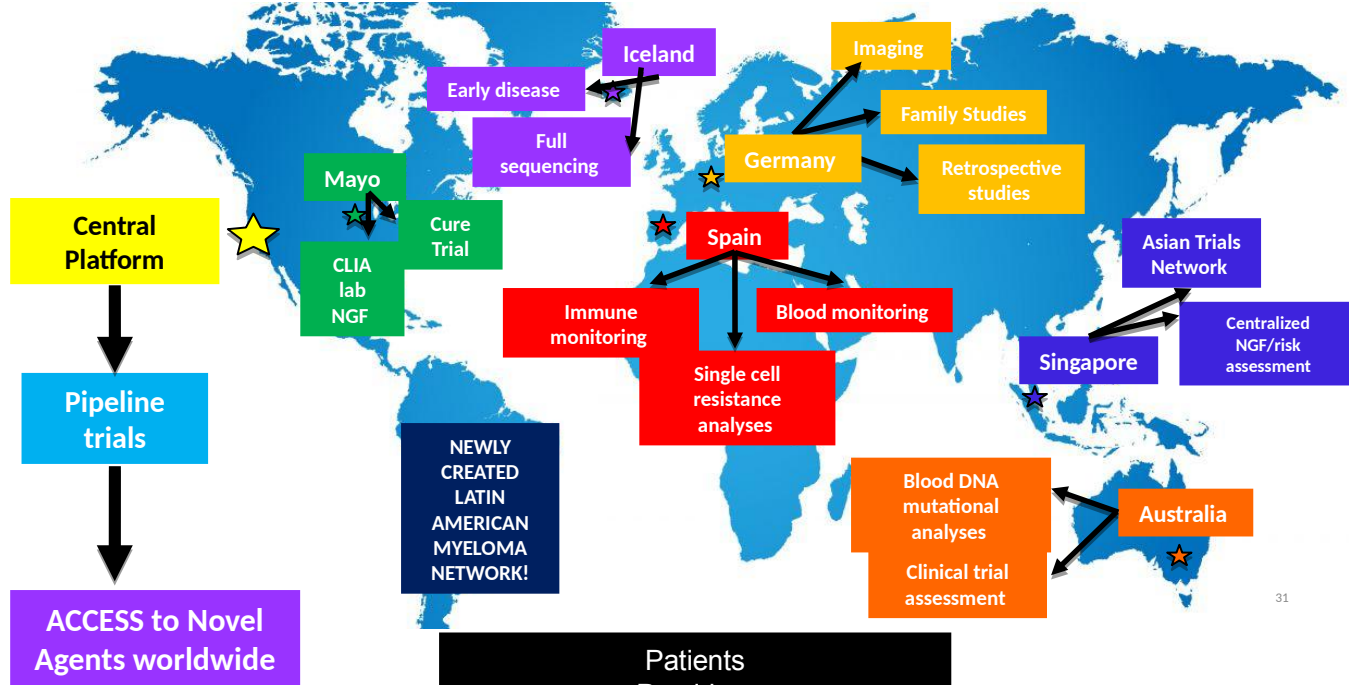 Iceland
Early disease
Full
sequencing
Imaging
Family Studies
Germany
Retrospective
studies
Mayo
Cure
Trial
CLIA
lab
NGF
Central
Platform
Pipeline
trials
ACCESS to Novel
Agents worldwide
Spain
Immune
monitoring
Blood monitoring
Single cell
resistance
analyses
Asian Trials
Network
Centralized
NGF/risk
assessment
Singapore
NEWLY
CREATED
LATIN
AMERICAN
MYELOMA
NETWORK!
Blood DNA
mutational
analyses
Australia
Clinical trial
assessment
31
Patients